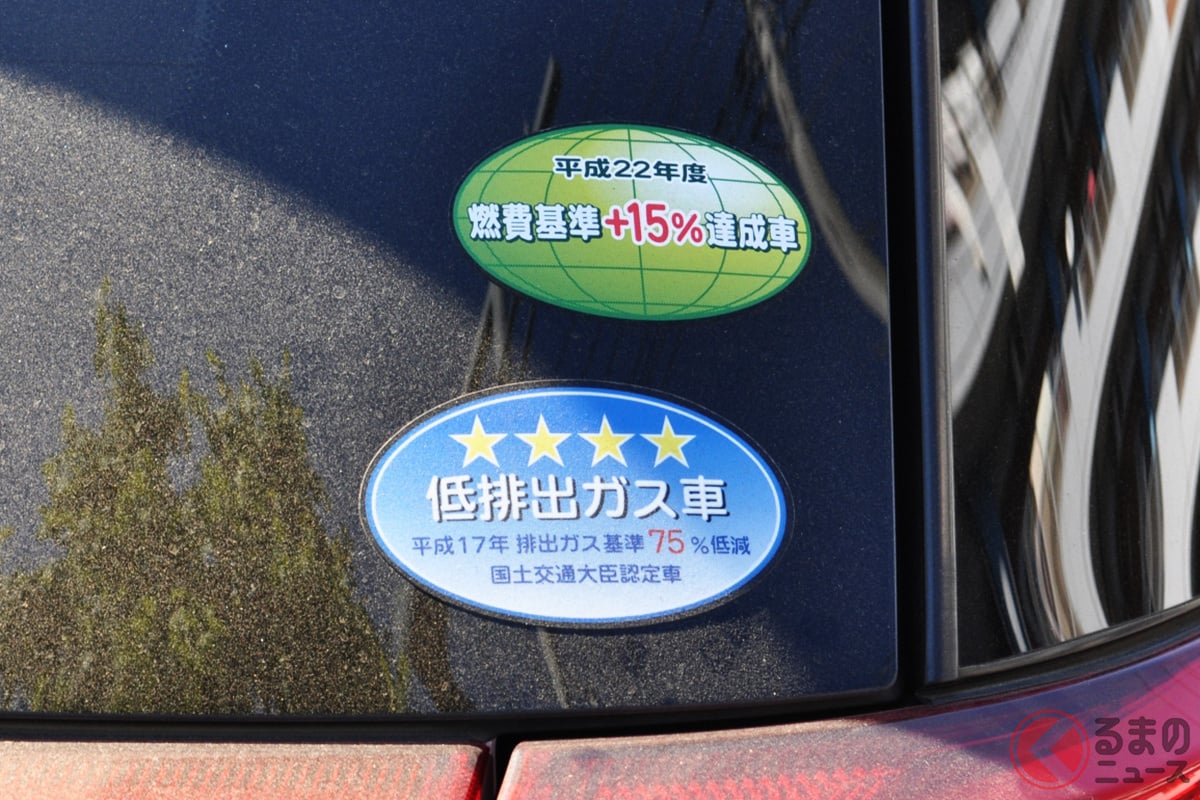 平成22年度
燃費基準+15%達成車
★★★★
低排出ガス車
平成17年 排出ガス基準75%低減
国土交通大臣認定車
くるまの
ニュース